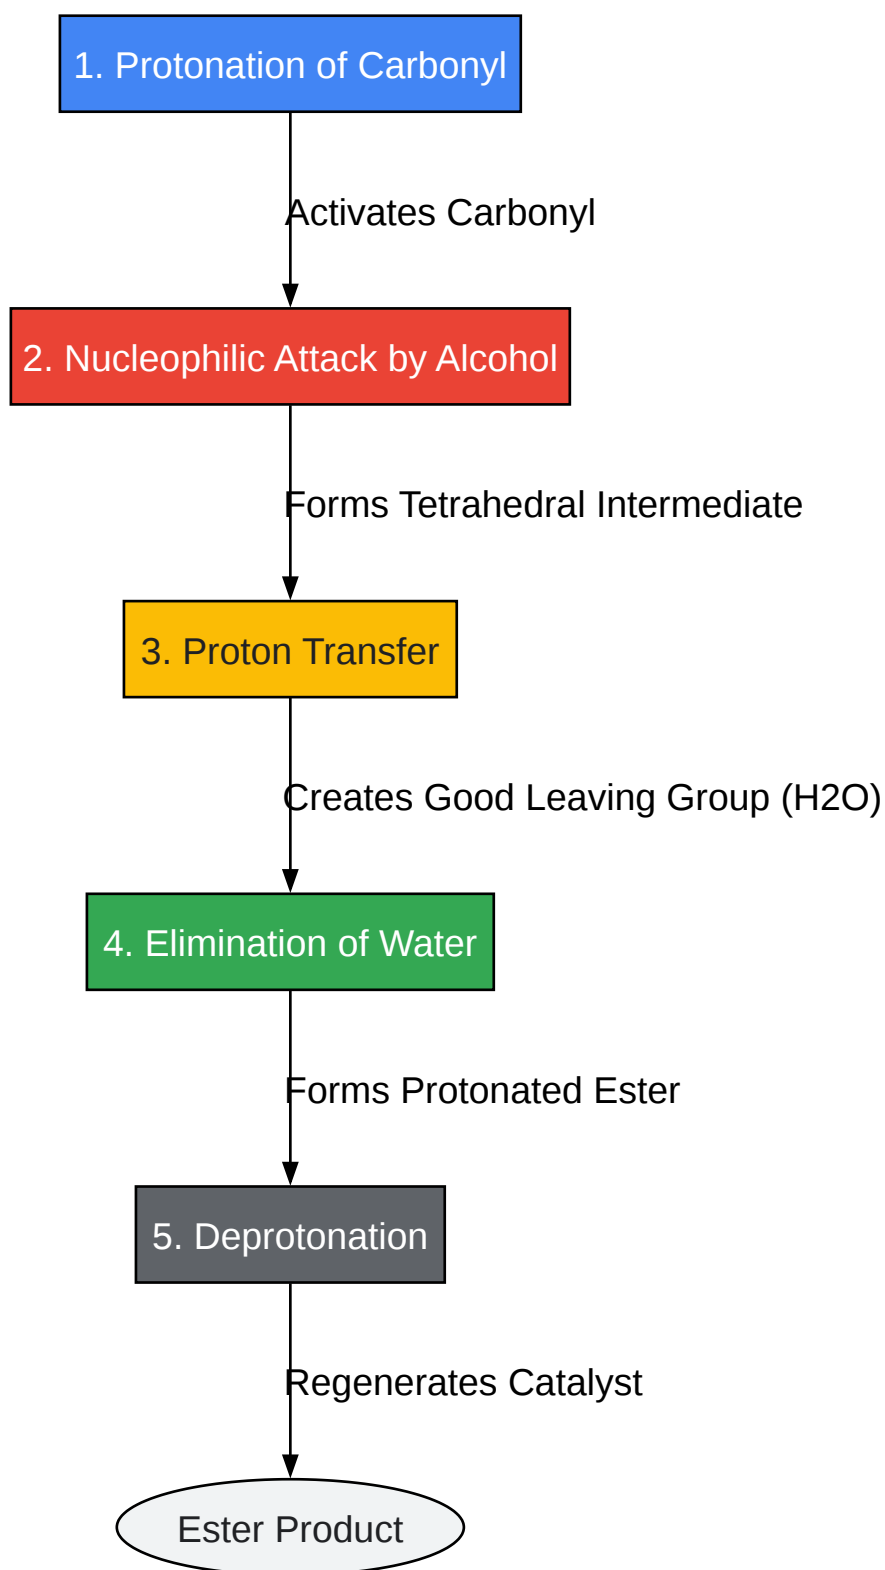 1. Protonation of Carbonyl
Activates Carbonyl
2. Nucleophilic Attack by Alcohol
Forms Tetrahedral Intermediate
3. Proton Transfer
Creates Good Leaving Group (H2O)
4. Elimination of Water
Forms Protonated Ester
5. Deprotonation
Regenerates Catalyst
Ester Product